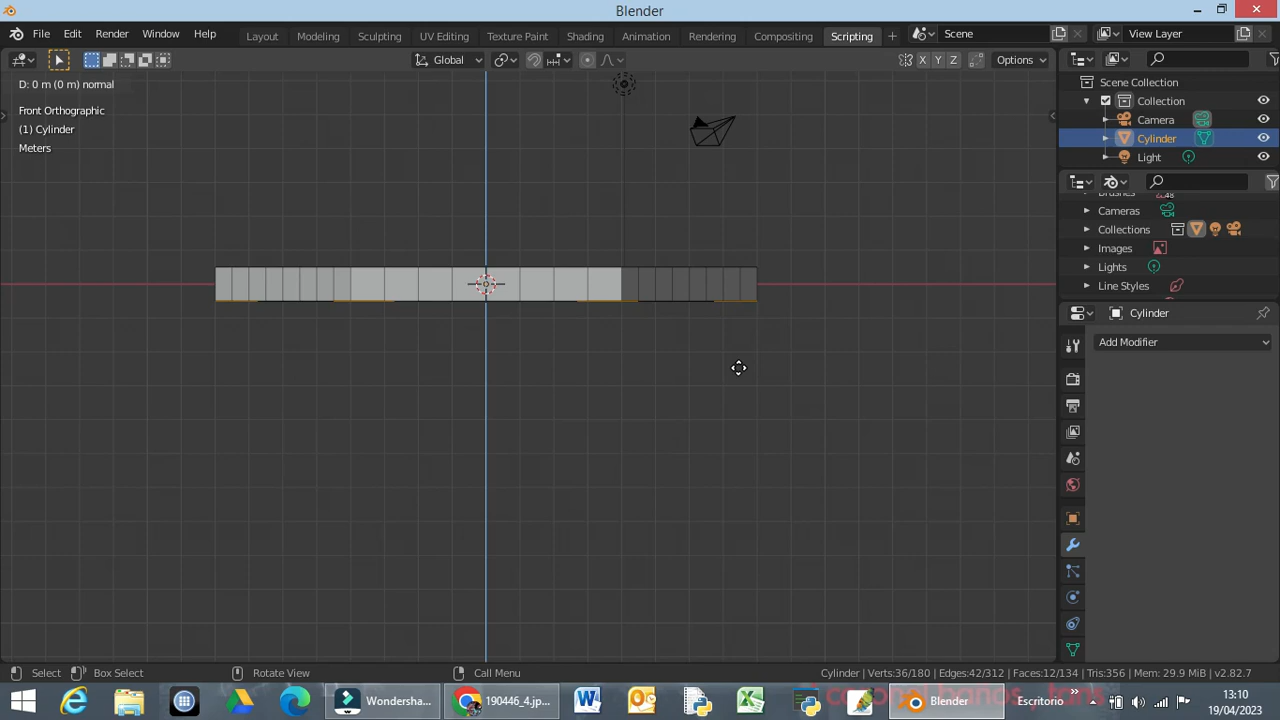 Blender
File Edit Render Window Help Layout Modeling Sculpting UV Editing Texture Paint Shading Animation Rendering Compositing Scripting + Scene View Layer
Global X Y Z Options
D: 0 m (0 m) normal
Front Orthographic
(1) Cylinder
Meters
Scene Collection
Collection
Camera
Cylinder
Light
Brushes 48
Cameras
Collections
Images
Lights
Line Styles
Cylinder
Add Modifier
Select Box Select Rotate View Call Menu Cylinder | Verts:36/180 | Edges:42/312 | Faces:12/134 | Tris:356 | Mem: 29.9 MiB | v2.82.7
Wondersha... 190446_4.jp... Blender Escritorio
13:10
19/04/2023